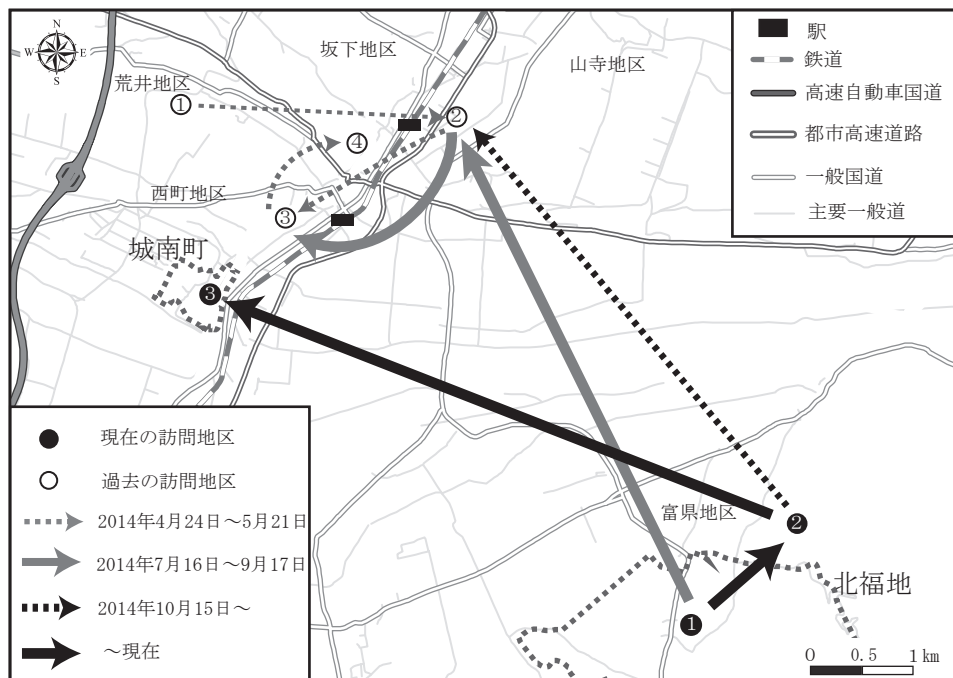 N
W E
S
坂下地区
山寺地区
荒井地区
①
②
④
西町地区
③
城南町
❸
駅
鉄道
高速自動車国道
都市高速道路
一般国道
主要一般道
富県地区
❷
北福地
❶
現在の訪問地区
過去の訪問地区
2014年4月24日～5月21日
2014年7月16日～9月17日
2014年10月15日～
～現在
0 0.5 1 km